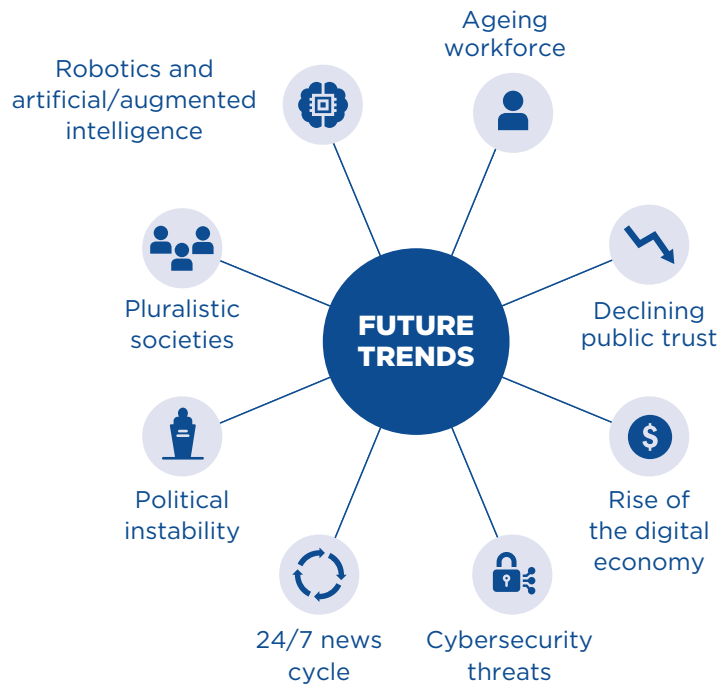 Ageing
workforce
Robotics and
artificial/augmented
intelligence
Pluralistic
societies
Declining
public trust
FUTURE
TRENDS
Political
instability
$
Rise of
the digital
economy
24/7 news
cycle
Cybersecurity
threats